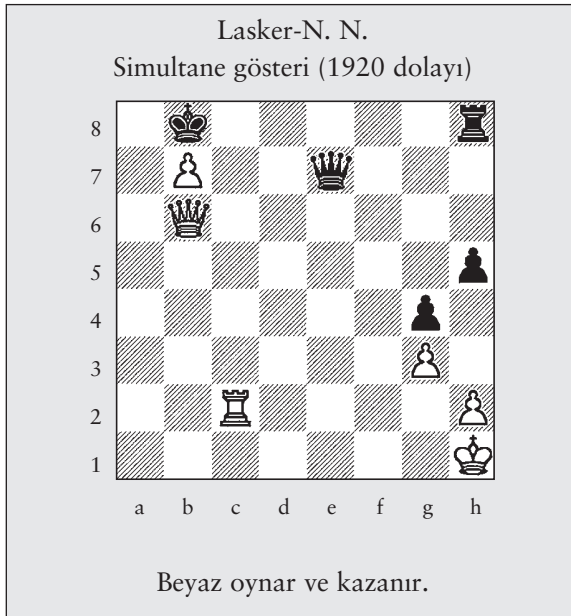 Lasker-N. N.
Simultane gösteri (1920 dolayı)
8
7
6
5
4
3
2
1
a b c d e f g h
Beyaz oynar ve kazanır.